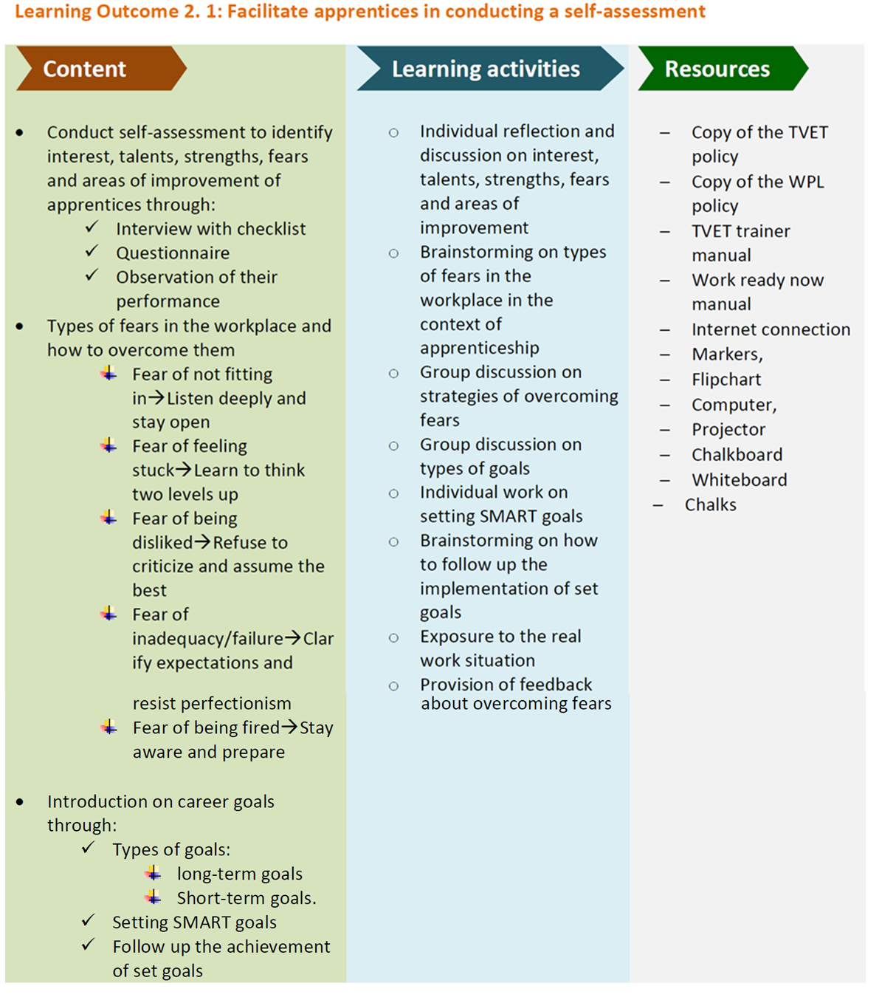 Learning Outcome 2. 1: Facilitate apprentices in conducting a self-assessment
Content
• Conduct self-assessment to identify
interest, talents, strengths, fears
and areas of improvement of
apprentices through:
✓ Interview with checklist
✓ Questionnaire
✓ Observation of their
performance
• Types of fears in the workplace and
how to overcome them
Fear of not fitting
in→Listen deeply and
stay open
Fear of feeling
stuck→Learn to think
two levels up
Fear of being
disliked→Refuse to
criticize and assume the
best
Fear of
inadequacy/failure→Clar
ify expectations and
resist perfectionism
Fear of being fired→Stay
aware and prepare
• Introduction on career goals
through:
✓ Types of goals:
long-term goals
Short-term goals.
✓ Setting SMART goals
✓ Follow up the achievement
of set goals
Learning activities
○ Individual reflection and
discussion on interest,
talents, strengths, fears
and areas of
improvement
○ Brainstorming on types
of fears in the
workplace in the
context of
apprenticeship
○ Group discussion on
strategies of overcoming
fears
○ Group discussion on
types of goals
○ Individual work on
setting SMART goals
○ Brainstorming on how
to follow up the
implementation of set
goals
○ Exposure to the real
work situation
○ Provision of feedback
about overcoming fears
Resources
– Copy of the TVET
policy
– Copy of the WPL
policy
– TVET trainer
manual
– Work ready now
manual
– Internet connection
– Markers,
– Flipchart
– Computer,
– Projector
– Chalkboard
– Whiteboard
– Chalks